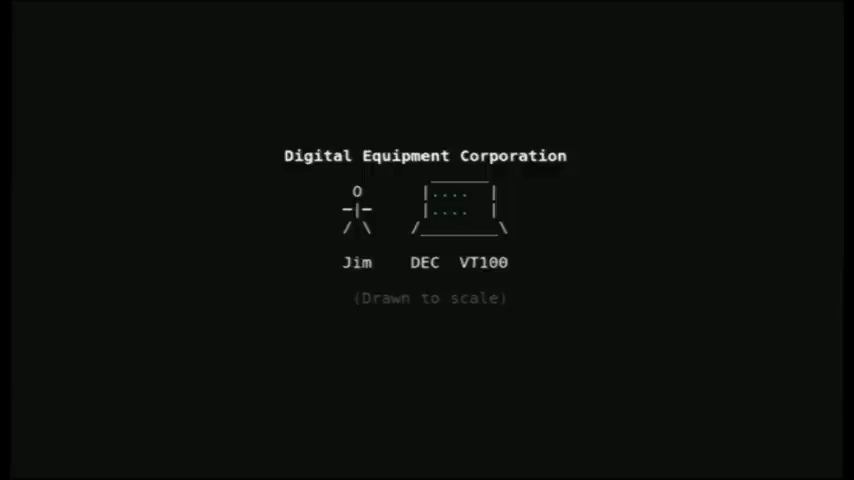 Digital Equipment Corporation
Jim DEC VT100
(Drawn to scale)